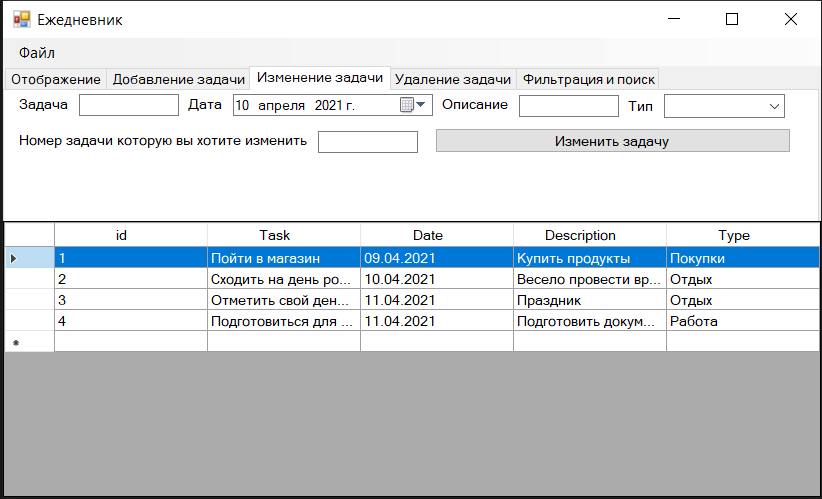 Ежедневник
Файл
Отображение Добавление задачи Изменение задачи Удаление задачи Фильтрация и поиск
Задача Дата 10 апреля 2021 г. Описание Тип
Номер задачи которую вы хотите изменить Изменить задачу
id Task Date Description Type
1 Пойти в магазин 09.04.2021 Купить продукты Покупки
2 Сходить на день ро... 10.04.2021 Весело провести вр... Отдых
3 Отметить свой ден... 11.04.2021 Праздник Отдых
4 Подготовиться для ... 11.04.2021 Подготовить докум... Работа